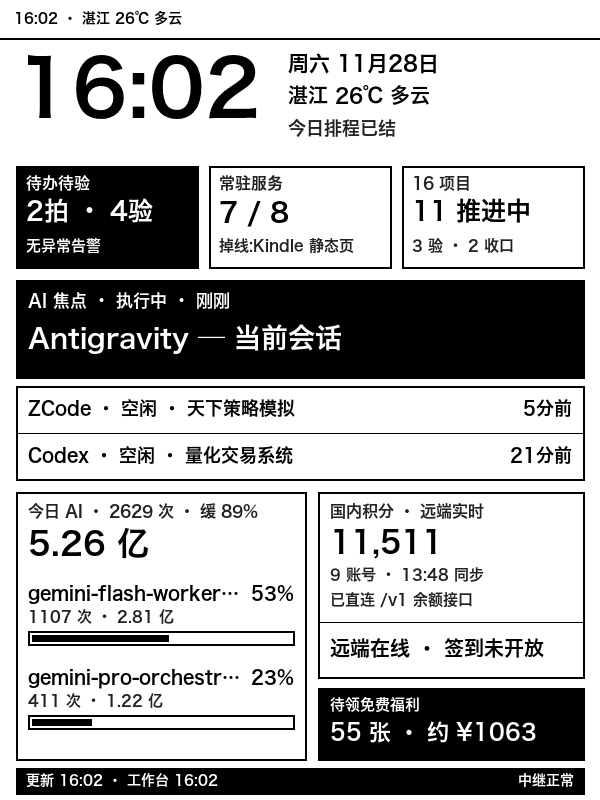 16:02 · 湛江 26℃ 多云
16:02
周六 11月28日
湛江 26℃ 多云
今日排程已结
待办待验
2拍 · 4验
无异常告警
常驻服务
7 / 8
掉线:Kindle 静态页
16 项目
11 推进中
3 验 · 2 收口
AI 焦点 · 执行中 · 刚刚
Antigravity — 当前会话
ZCode · 空闲 · 天下策略模拟 5分前
Codex · 空闲 · 量化交易系统 21分前
今日 AI · 2629 次 · 缓 89%
5.26 亿
gemini-flash-worker… 53%
1107 次 · 2.81 亿
gemini-pro-orchestr… 23%
411 次 · 1.22 亿
国内积分 · 远端实时
11,511
9 账号 · 13:48 同步
已直连 /v1 余额接口
远端在线 · 签到未开放
待领免费福利
55 张 · 约 ¥1063
更新 16:02 · 工作台 16:02 中继正常